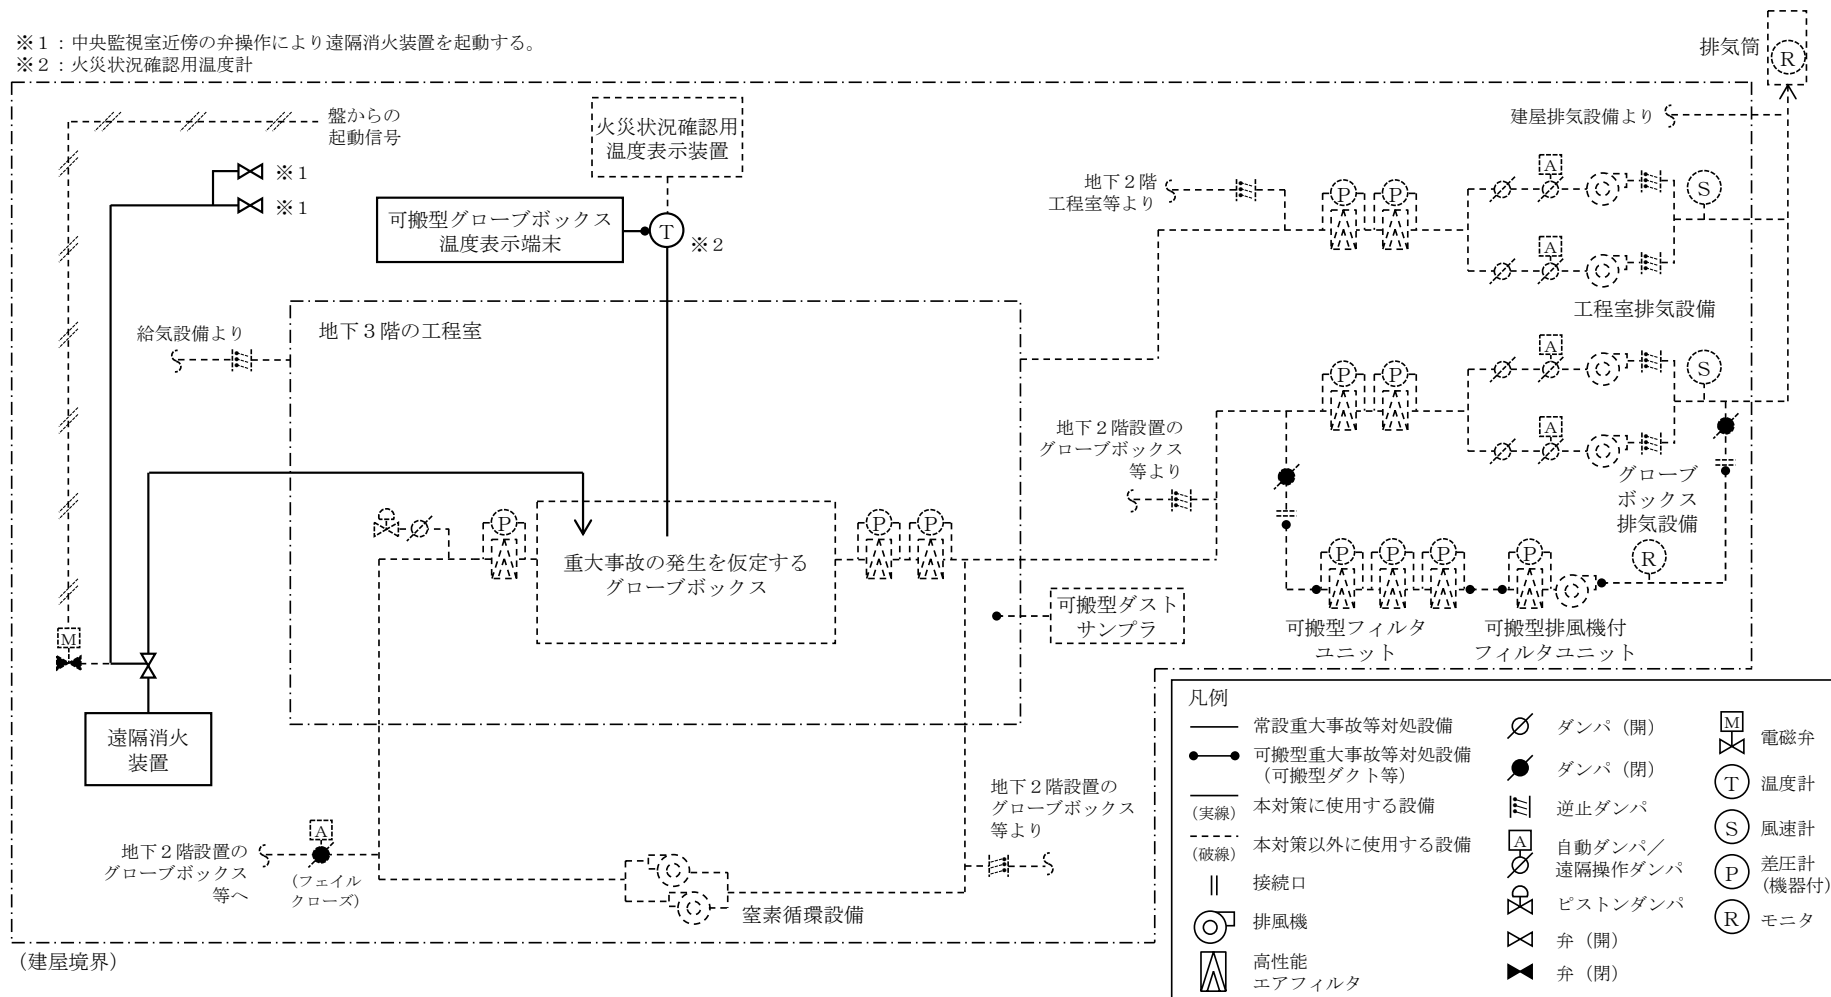 ※１：中央監視室近傍の弁操作により遠隔消火装置を起動する。
※２：火災状況確認用温度計
排気筒
R
盤からの
起動信号
※１
※１
火災状況確認用
温度表示装置
可搬型グローブボックス
温度表示端末
T
※２
建屋排気設備より
地下２階
工程室等より
P
P
A
A
S
工程室排気設備
給気設備より
地下３階の工程室
地下２階設置の
グローブボックス
等より
P
P
A
A
S
グローブ
ボックス
排気設備
P
重大事故の発生を仮定する
グローブボックス
P
P
P
P
P
P
R
可搬型フィルタ
ユニット
可搬型排風機付
フィルタユニット
可搬型ダスト
サンプラ
M
遠隔消火
装置
A
地下２階設置の
グローブボックス
等へ
（フェイル
クローズ）
窒素循環設備
地下２階設置の
グローブボックス
等より
（建屋境界）
凡例
常設重大事故等対処設備
可搬型重大事故等対処設備
（可搬型ダクト等）
（実線）
本対策に使用する設備
（破線）
本対策以外に使用する設備
接続口
排風機
高性能
エアフィルタ
ダンパ（開）
ダンパ（閉）
逆止ダンパ
A
自動ダンパ／
遠隔操作ダンパ
ピストンダンパ
弁（開）
弁（閉）
M
電磁弁
T
温度計
S
風速計
P
差圧計
（機器付）
R
モニタ